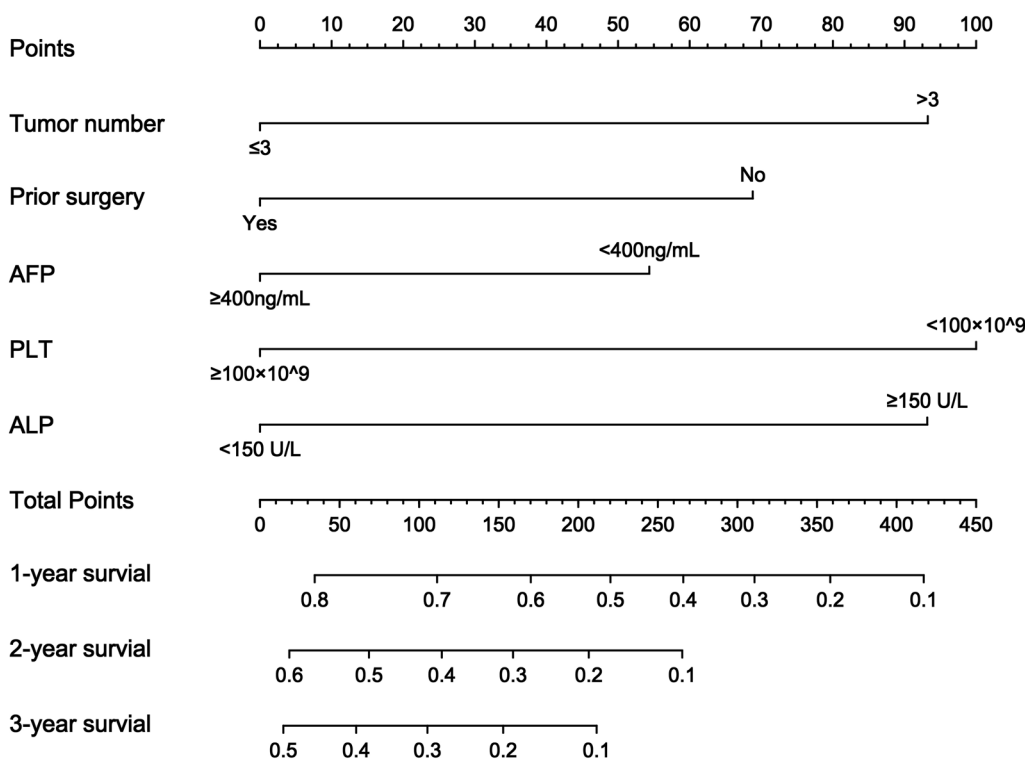 Points 0 10 20 30 40 50 60 70 80 90 100
>3
Tumor number
≤3
No
Prior surgery
Yes
<400ng/mL
AFP
≥400ng/mL
<100×10^9
PLT
≥100×10^9
≥150 U/L
ALP
<150 U/L
Total Points
0 50 100 150 200 250 300 350 400 450
1-year survial
0.8 0.7 0.6 0.5 0.4 0.3 0.2 0.1
2-year survial
0.6 0.5 0.4 0.3 0.2 0.1
3-year survial
0.5 0.4 0.3 0.2 0.1